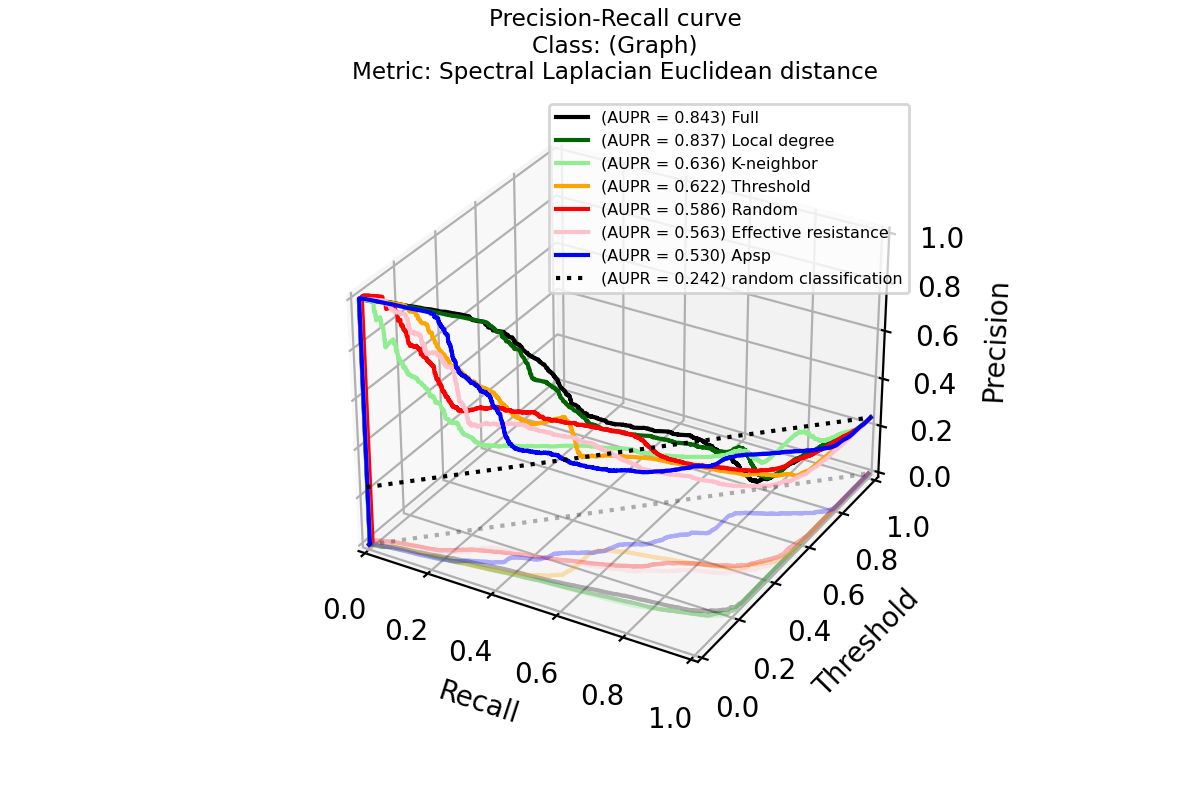 Precision-Recall curve
Class: (Graph)
Metric: Spectral Laplacian Euclidean distance
(AUPR = 0.843) Full
(AUPR = 0.837) Local degree
(AUPR = 0.636) K-neighbor
(AUPR = 0.622) Threshold
(AUPR = 0.586) Random
(AUPR = 0.563) Effective resistance
(AUPR = 0.530) Apsp
(AUPR = 0.242) random classification
1.0
0.8
0.6
0.4
0.2
0.0
Precision
1.0
0.8
0.6
0.4
0.2
0.0
Threshold
0.0
0.2
0.4
0.6
0.8
1.0
Recall